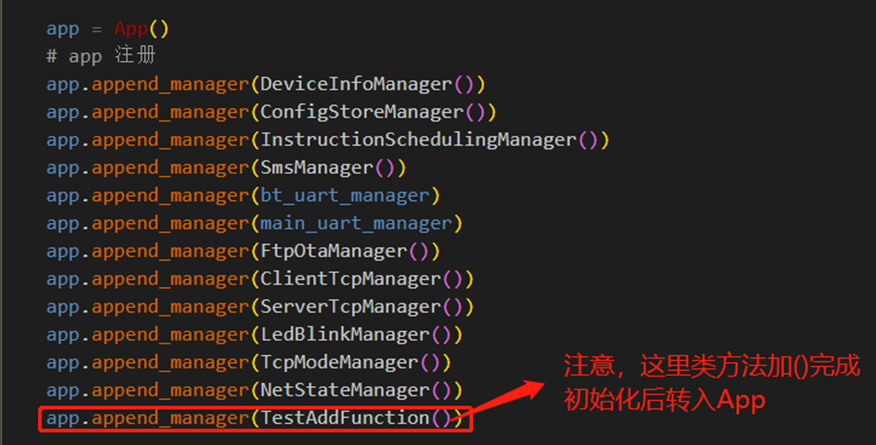 app = App()
# app 注册
app.append_manager(DeviceInfoManager())
app.append_manager(ConfigStoreManager())
app.append_manager(InstructionSchedulingManager())
app.append_manager(SmsManager())
app.append_manager(bt_uart_manager)
app.append_manager(main_uart_manager)
app.append_manager(FtpOtaManager())
app.append_manager(ClientTcpManager())
app.append_manager(ServerTcpManager())
app.append_manager(LedBlinkManager())
app.append_manager(TcpModeManager())
app.append_manager(NetStateManager())
app.append_manager(TestAddFunction())
注意，这里类方法加()完成
初始化后转入App